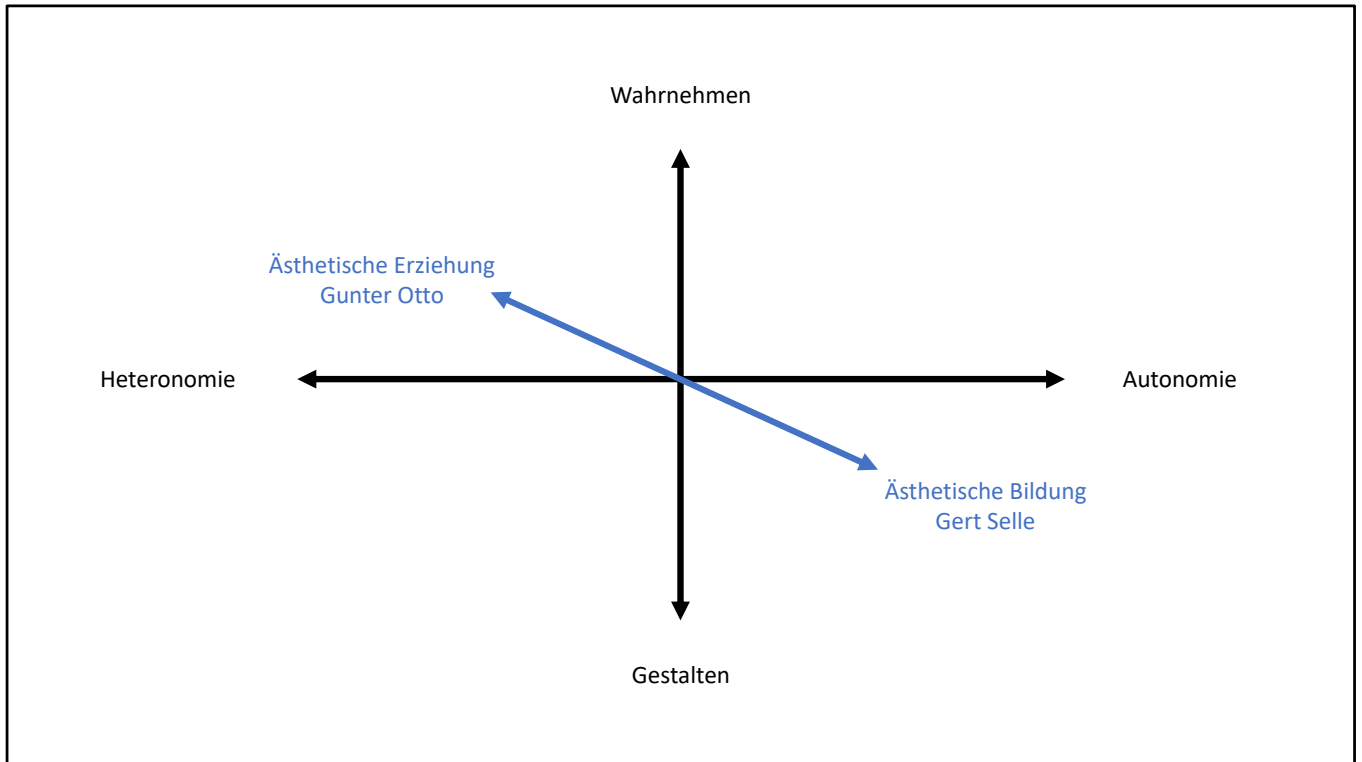 Wahrnehmen
Ästhetische Erziehung
Gunter Otto
Heteronomie
Autonomie
Ästhetische Bildung
Gert Selle
Gestalten